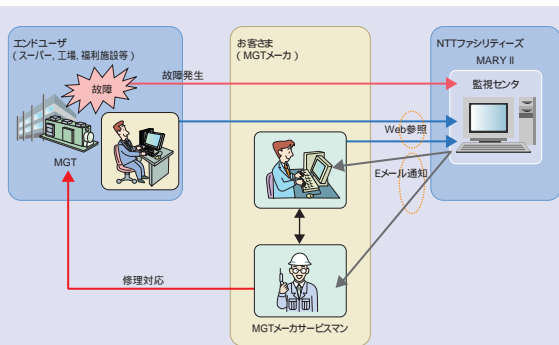 エンドユーザ
(スーパー, 工場, 福利施設等)
故障
MGT
故障発生
お客さま
(MGTメーカ)
NTTファシリティーズ
MARY II
監視センタ
Web参照
Eメール通知
修理対応
MGTメーカサービスマン